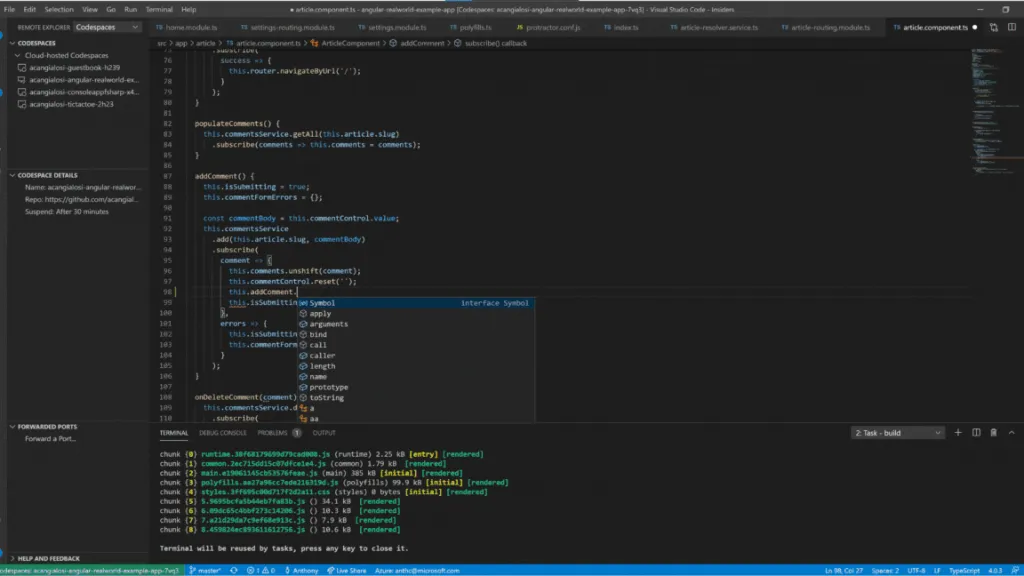 File Edit Selection View Go Run Terminal Help
● article.component.ts - angular-realworld-example-app [Codespaces: acangialosi-angular-realworld-example-app-7vq3] - Visual Studio Code - Insiders
REMOTE EXPLORER Codespaces
TS home.module.ts TS settings-routing.module.ts TS settings.module.ts TS polyfills.ts JS protractor.conf.js TS index.ts TS article-resolver.service.ts TS article-routing.module.ts TS article.component.ts ●
src > app > article > TS article.component.ts > ArticleComponent > addComment > subscribe() callback
CODESPACES
Cloud-hosted Codespaces
acangialosi-guestbook-h239
acangialosi-angular-realworld-ex...
acangialosi-consoleappfsharp-x4...
acangialosi-tictactoe-2h23
CODESPACE DETAILS
Name: acangialosi-angular-realwor...
Repo: https://github.com/acangial...
Suspend: After 30 minutes
FORWARDED PORTS
Forward a Port...
HELP AND FEEDBACK
75 .subscribe(
76 success => {
77 this.router.navigateByUrl('/');
78 }
79 );
80 }
81
82 populateComments() {
83 this.commentsService.getAll(this.article.slug)
84 .subscribe(comments => this.comments = comments);
85 }
86
87 addComment() {
88 this.isSubmitting = true;
89 this.commentFormErrors = {};
90
91 const commentBody = this.commentControl.value;
92 this.commentsService
93 .add(this.article.slug, commentBody)
94 .subscribe(
95 comment => {
96 this.comments.unshift(comment);
97 this.commentControl.reset('');
98 this.addComment.
99 this.isSubmittin
100 },
101 errors => {
102 this.isSubmittin
103 this.commentForm
104 }
105 );
106 }
107
108 onDeleteComment(comment)
109 this.commentsService.d
110 .subscribe(
Symbol interface Symbol
apply
arguments
bind
call
caller
length
name
prototype
toString
a
aa
TERMINAL DEBUG CONSOLE PROBLEMS 1 OUTPUT 2: Task - build
chunk {0} runtime.38f60179699d79cad008.js (runtime) 2.25 kB [entry] [rendered]
chunk {1} common.2ec715dd15c07dfce1e4.js (common) 1.79 kB [rendered]
chunk {2} main.e19061145cb53576feae.js (main) 385 kB [initial] [rendered]
chunk {3} polyfills.aa27a96cc7ede216319d.js (polyfills) 99.9 kB [initial] [rendered]
chunk {4} styles.3ff695c00d717f2d2a11.css (styles) 0 bytes [initial] [rendered]
chunk {5} 5.9695bcfa5b44eb7fa83b.js () 34.1 kB [rendered]
chunk {6} 6.09dc65c4bbf273c14206.js () 10.3 kB [rendered]
chunk {7} 7.a21d29da7c9ef68e913c.js () 7.9 kB [rendered]
chunk {8} 8.459824ec093611612756.js () 10.6 kB [rendered]
Terminal will be reused by tasks, press any key to close it.
Codespaces: acangialosi-angular-realworld-example-app-7vq3 master* 1 0 Anthony Live Share Azure: antho@microsoft.com Ln 98, Col 27 Spaces: 2 UTF-8 LF TypeScript 4.0.3